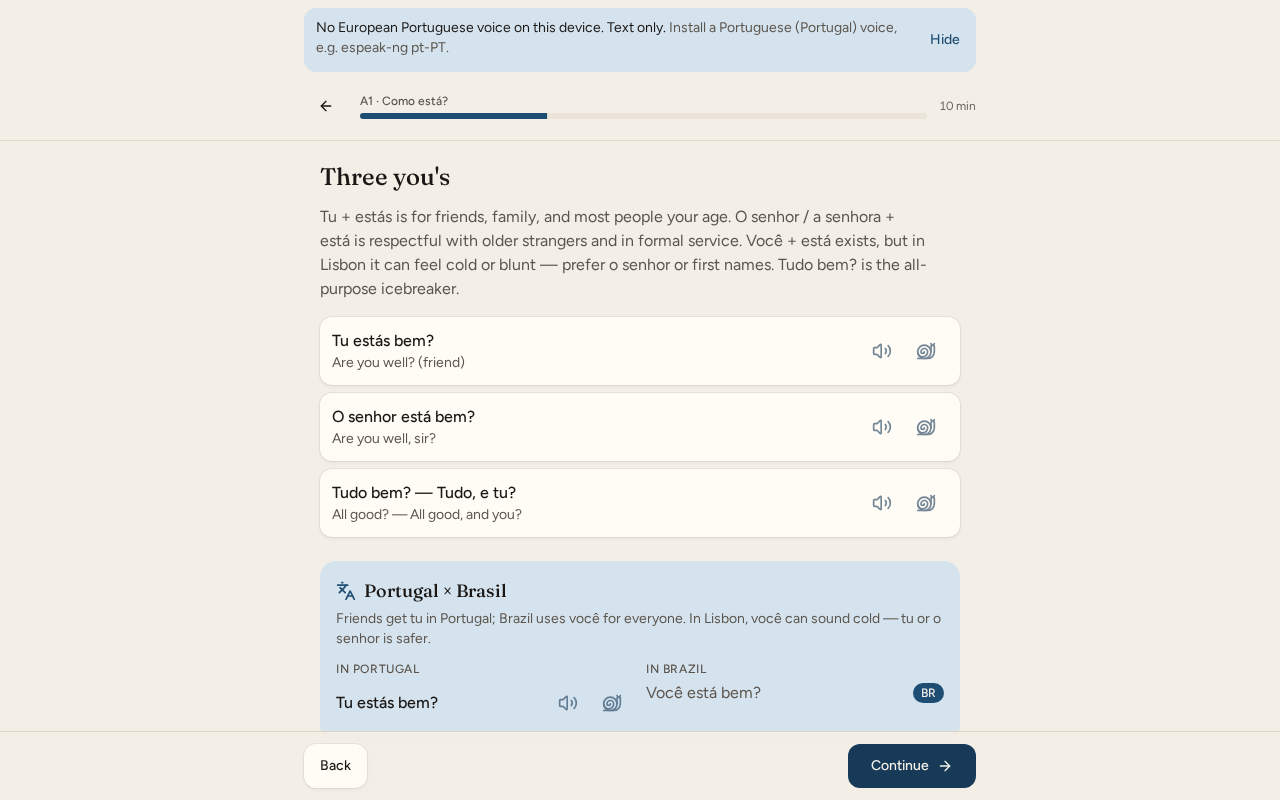 No European Portuguese voice on this device. Text only. Install a Portuguese (Portugal) voice,
e.g. espeak-ng pt-PT.
Hide
A1 · Como está?
10 min
Three you's
Tu + estás is for friends, family, and most people your age. O senhor / a senhora +
está is respectful with older strangers and in formal service. Você + está exists, but in
Lisbon it can feel cold or blunt — prefer o senhor or first names. Tudo bem? is the all-
purpose icebreaker.
Tu estás bem?
Are you well? (friend)
O senhor está bem?
Are you well, sir?
Tudo bem? — Tudo, e tu?
All good? — All good, and you?
Portugal × Brasil
Friends get tu in Portugal; Brazil uses você for everyone. In Lisbon, você can sound cold — tu or o
senhor is safer.
IN PORTUGAL
Tu estás bem?
IN BRAZIL
Você está bem?
BR
Back
Continue